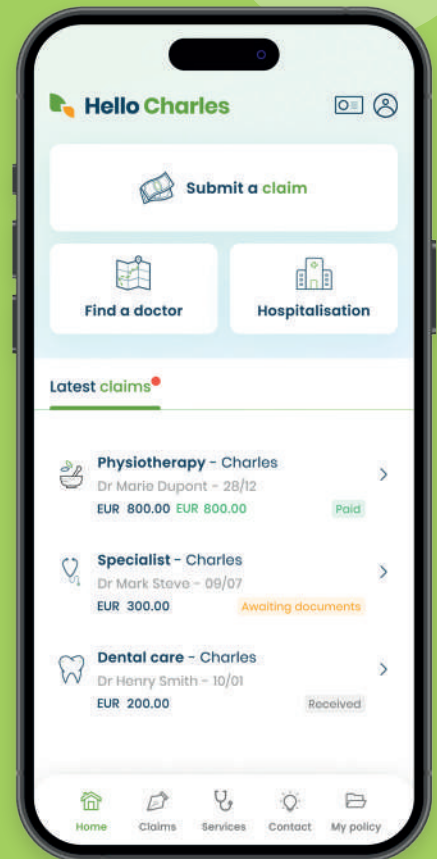 Hello Charles
Submit a claim
Find a doctor
Hospitalisation
Latest claims
Physiotherapy - Charles
Dr Marie Dupont - 28/12
EUR 800.00 EUR 800.00
Paid
Specialist - Charles
Dr Mark Steve - 09/07
EUR 300.00
Awaiting documents
Dental care - Charles
Dr Henry Smith - 10/01
EUR 200.00
Received
Home
Claims
Services
Contact
My policy